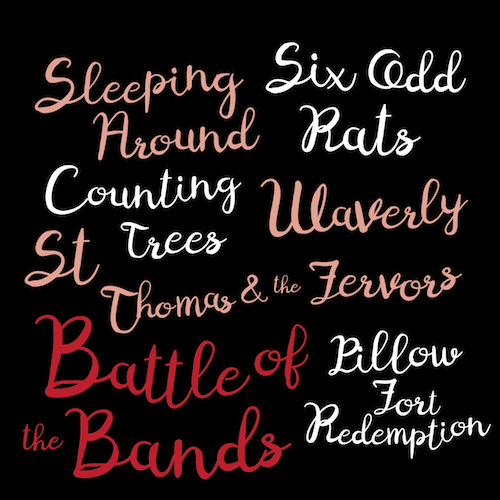 Sleeping
Around
Six Odd
Rats
Counting
Trees
Waverly
St
Thomas & the Fervors
Battle of
the Bands
Pillow
Fort
Redemption